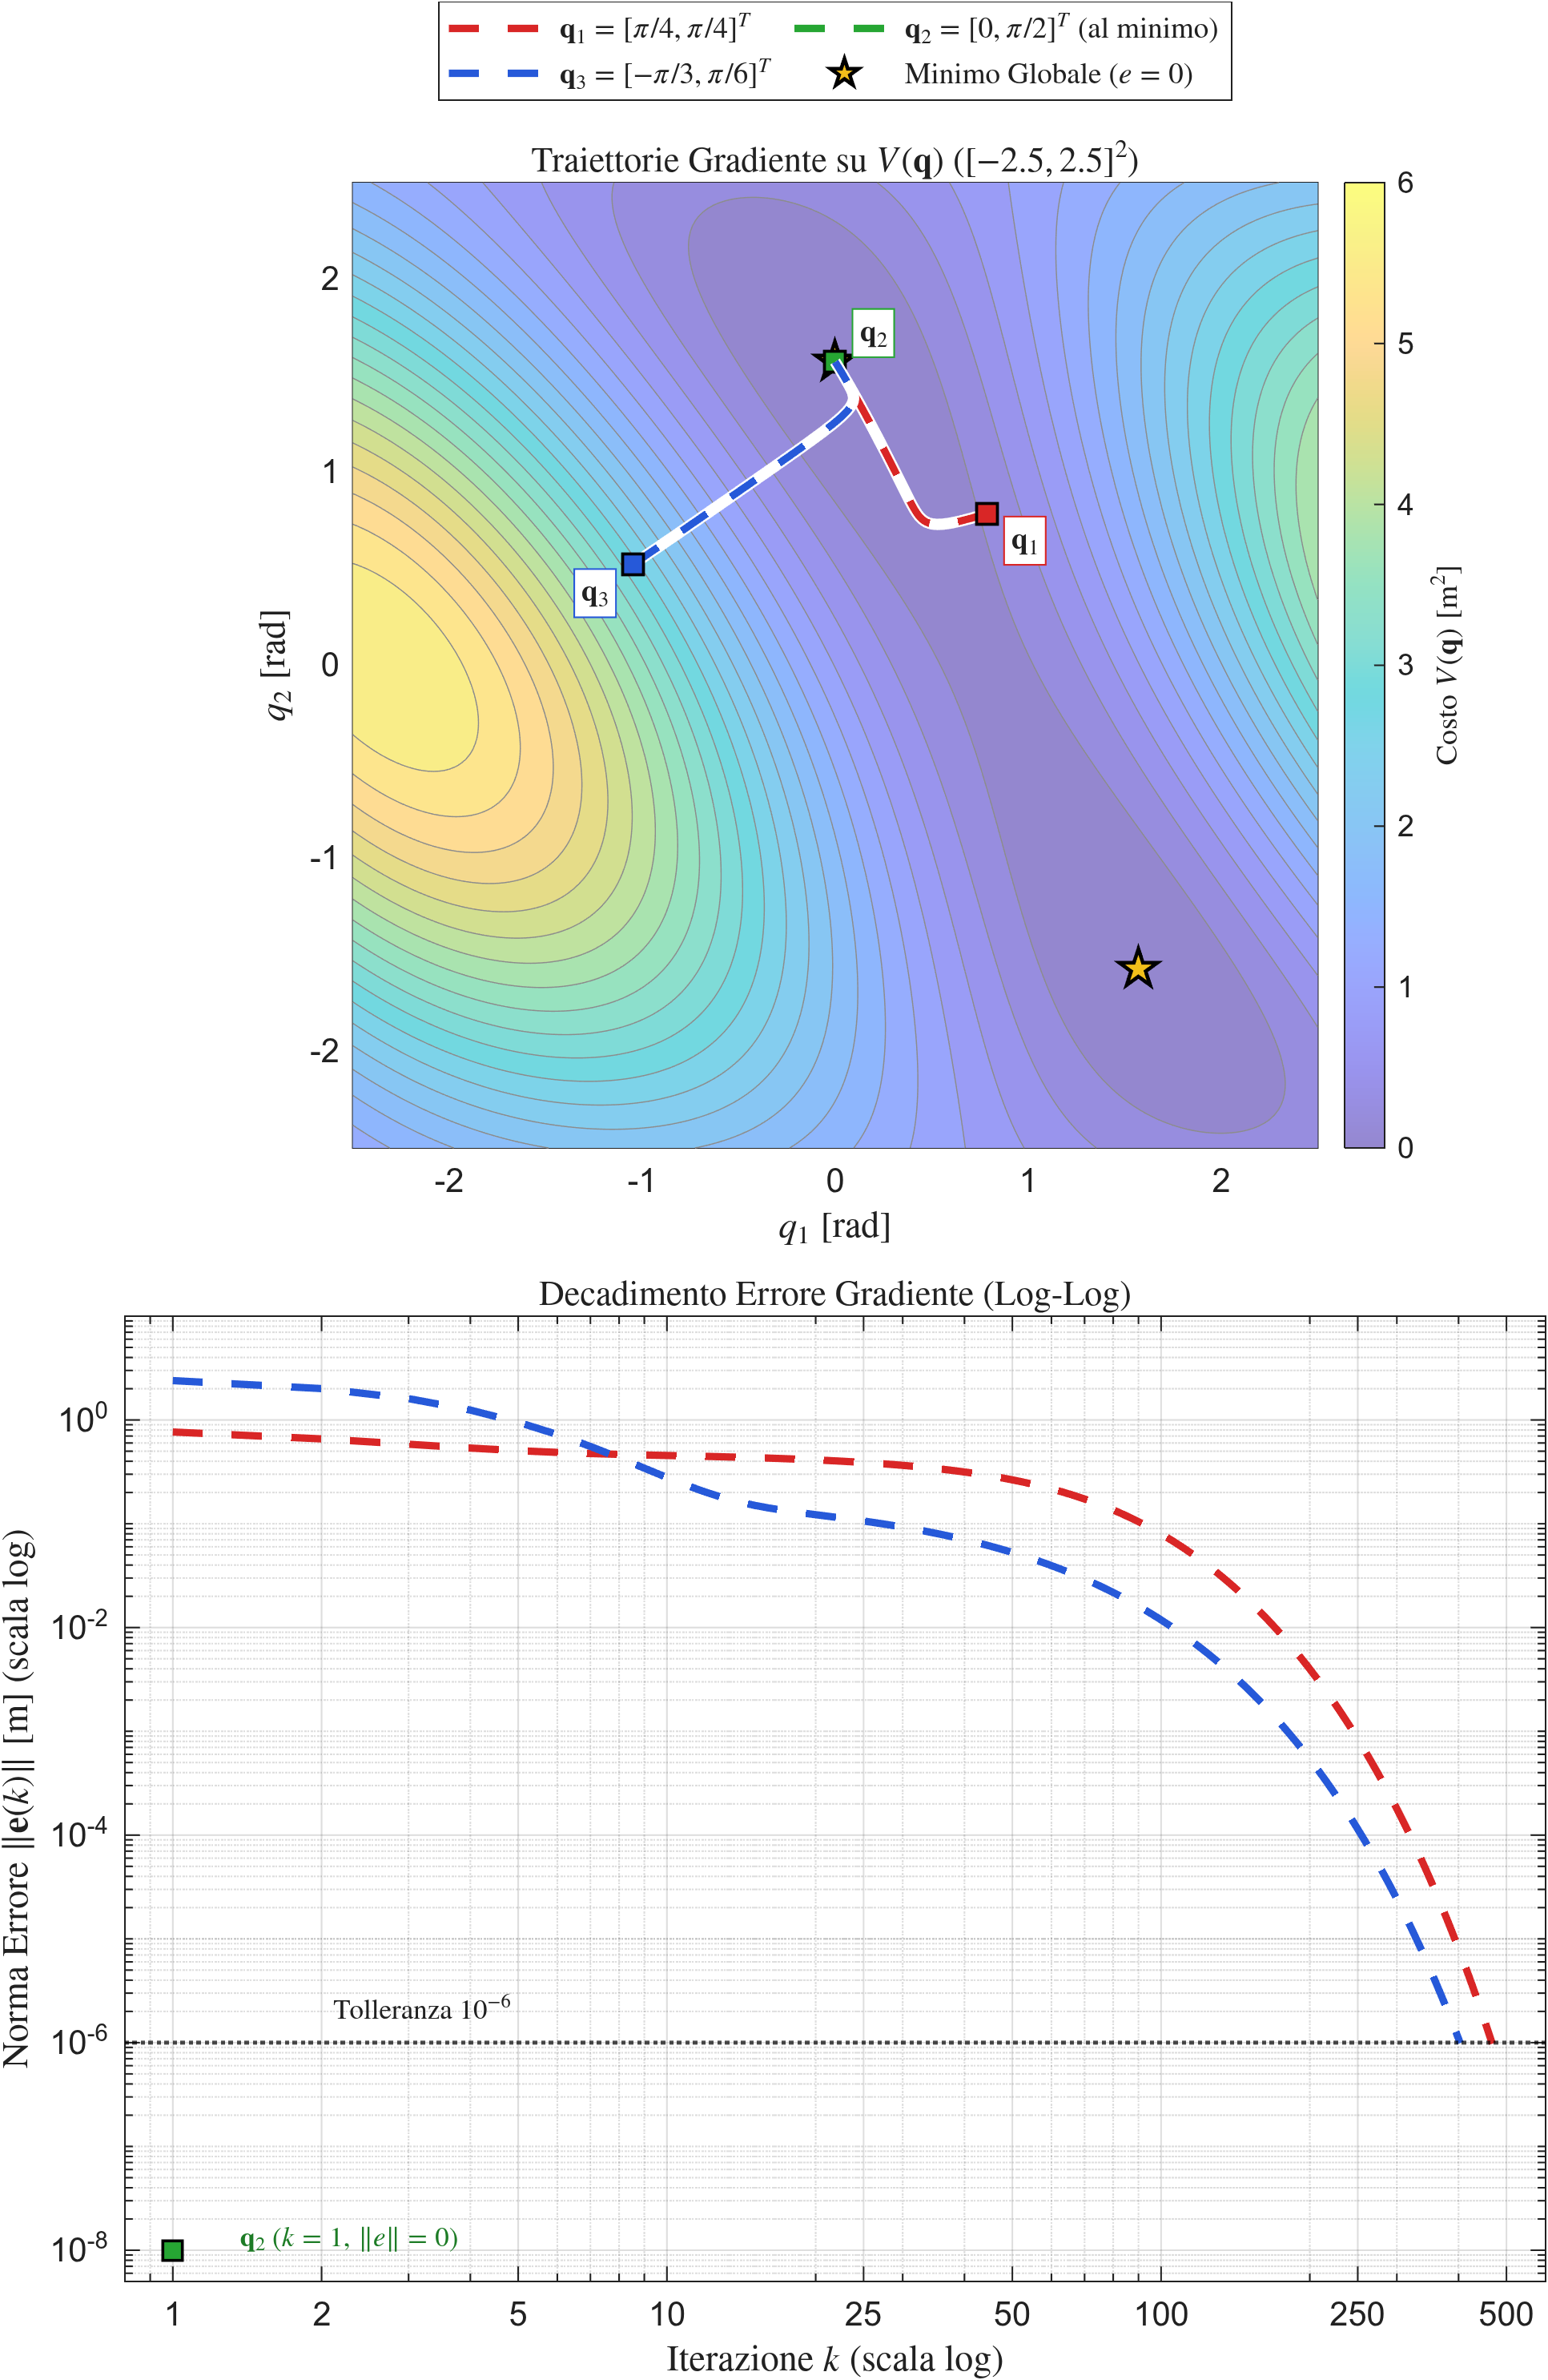 q₁ = [π/4, π/4]ᵀ
q₂ = [0, π/2]ᵀ (al minimo)
q₃ = [−π/3, π/6]ᵀ
Minimo Globale (e = 0)
Traiettorie Gradiente su V(q) ([−2.5, 2.5]²)
q₂
q₁
q₃
2
1
0
-1
-2
q₂ [rad]
-2
-1
0
1
2
q₁ [rad]
6
5
4
3
2
1
0
Costo V(q) [m²]
Decadimento Errore Gradiente (Log-Log)
10⁰
10⁻²
10⁻⁴
10⁻⁶
10⁻⁸
Norma Errore ||e(k)|| [m] (scala log)
Tolleranza 10⁻⁶
q₂ (k = 1, ||e|| = 0)
1
2
5
10
25
50
100
250
500
Iterazione k (scala log)